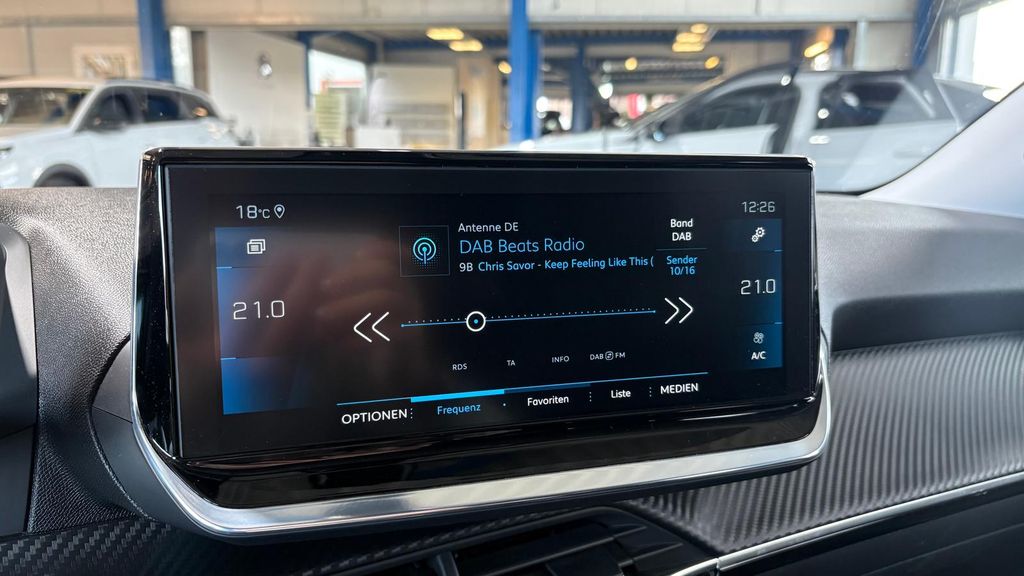 18°C
12:26
Antenne DE
DAB Beats Radio
9B Chris Savor - Keep Feeling Like This (
Band
DAB
Sender
10/16
21.0
21.0
A/C
RDS
TA
INFO
DAB FM
OPTIONEN
Frequenz
Favoriten
Liste
MEDIEN